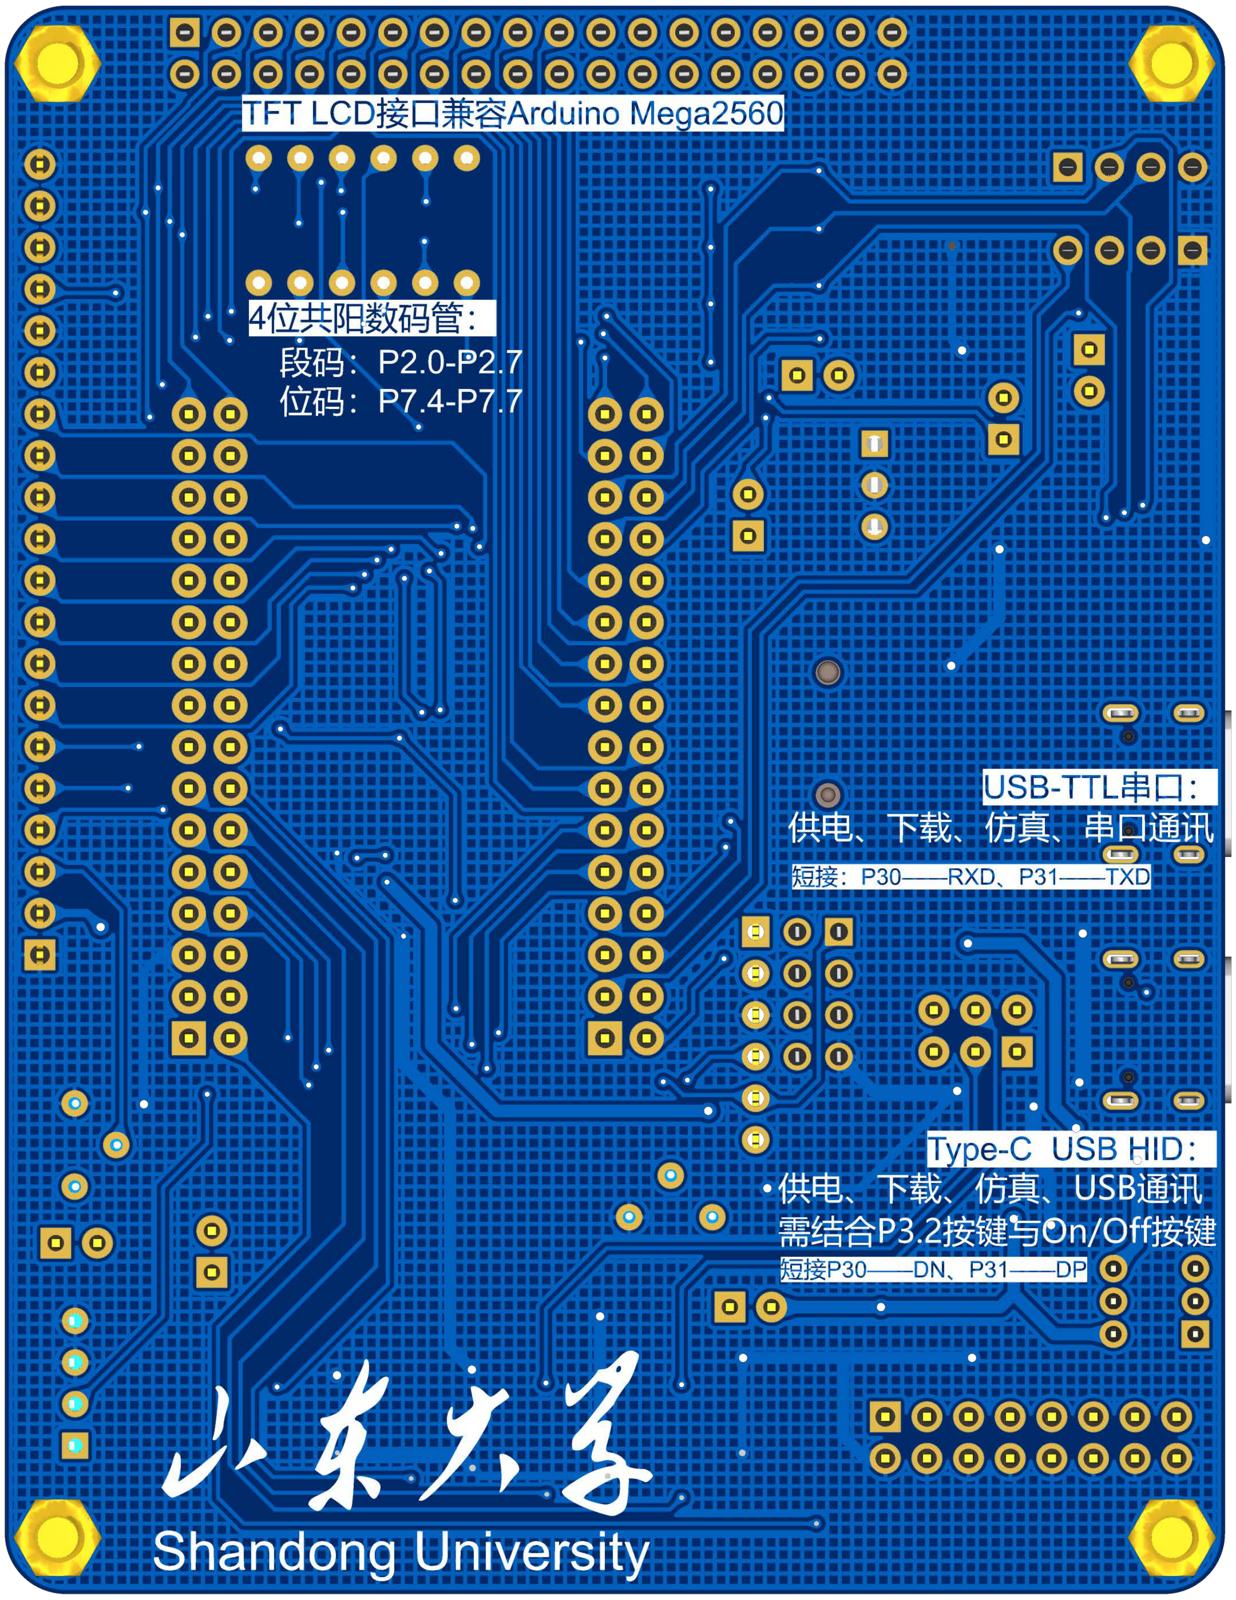 TFT LCD接口兼容Arduino Mega2560
4位共阳数码管：
段码：P2.0-P2.7
位码：P7.4-P7.7
USB-TTL串口：
供电、下载、仿真、串口通讯
短接：P30——RXD、P31——TXD
Type-C  USB HID：
供电、下载、仿真、USB通讯
需结合P3.2按键与On/Off按键
短接P30——DN、P31——DP
山东大学
Shandong University